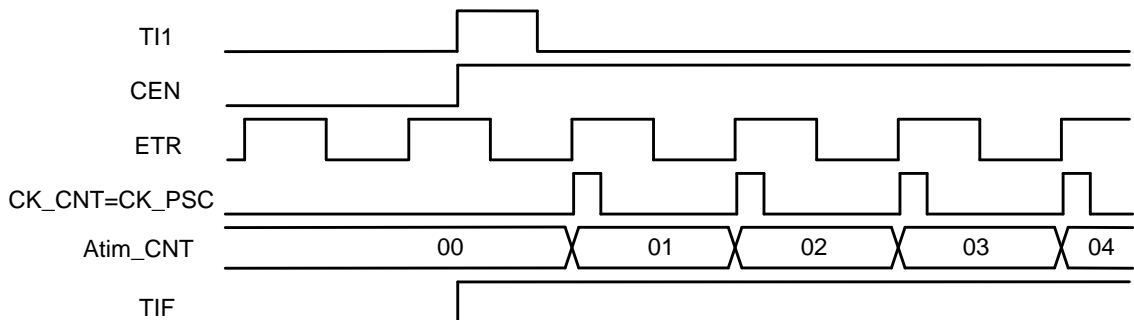 TI1
CEN
ETR
CK_CNT=CK_PSC
Atim_CNT 00 01 02 03 04
TIF